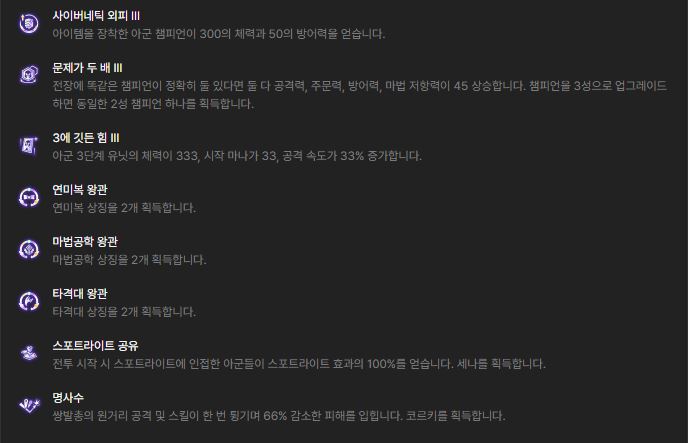 사이버네틱 외피 III
아이템을 장착한 아군 챔피언이 300의 체력과 50의 방어력을 얻습니다.
문제가 두 배 III
전장에 똑같은 챔피언이 정확히 둘 있다면 둘 다 공격력, 주문력, 방어력, 마법 저항력이 45 상승합니다. 챔피언을 3성으로 업그레이드
하면 동일한 2성 챔피언 하나를 획득합니다.
3에 깃든 힘 III
아군 3단계 유닛의 체력이 333, 시작 마나가 33, 공격 속도가 33% 증가합니다.
연미복 왕관
연미복 상징을 2개 획득합니다.
마법공학 왕관
마법공학 상징을 2개 획득합니다.
타격대 왕관
타격대 상징을 2개 획득합니다.
스포트라이트 공유
전투 시작 시 스포트라이트에 인접한 아군들이 스포트라이트 효과의 100%를 얻습니다. 세나를 획득합니다.
명사수
쌍발총의 원거리 공격 및 스킬이 한 번 튕기며 66% 감소한 피해를 입힙니다. 코르키를 획득합니다.